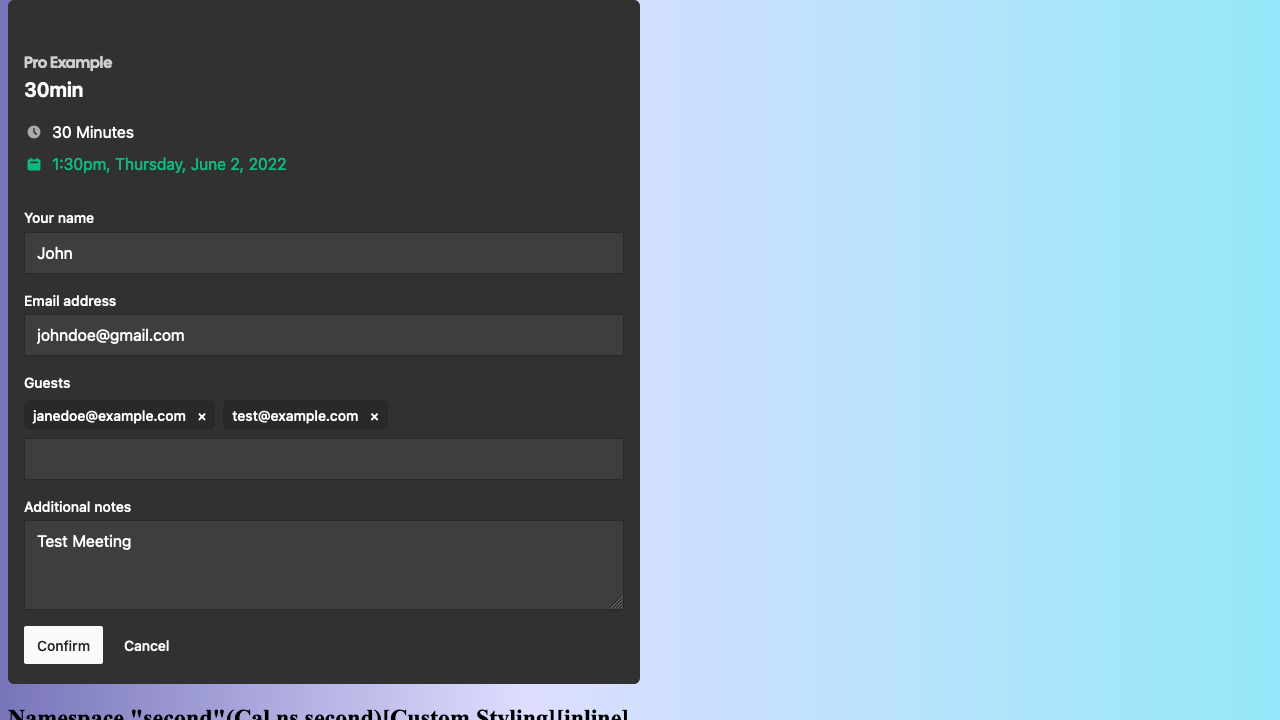 Pro Example
30min
30 Minutes
1:30pm, Thursday, June 2, 2022
Your name
John
Email address
johndoe@gmail.com
Guests
janedoe@example.com × test@example.com ×
Additional notes
Test Meeting
Confirm Cancel
Namespace "second"(Cal.ns.second)[Custom Styling][inline]